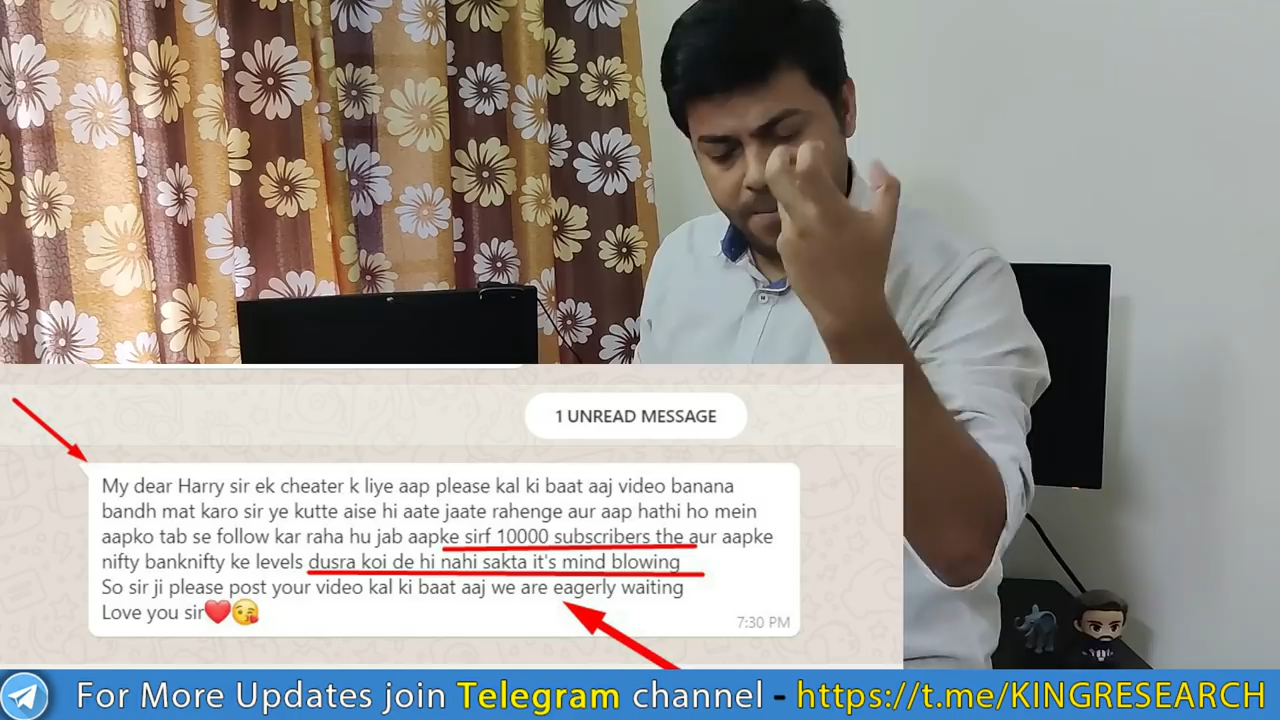 1 UNREAD MESSAGE
My dear Harry sir ek cheater k liye aap please kal ki baat aaj video banana
bandh mat karo sir ye kutte aise hi aate jaate rahenge aur aap hathi ho mein
aapko tab se follow kar raha hu jab aapke sirf 10000 subscribers the aur aapke
nifty banknifty ke levels dusra koi de hi nahi sakta it's mind blowing
So sir ji please post your video kal ki baat aaj we are eagerly waiting
Love you sir❤️😘
7:30 PM
For More Updates join Telegram channel - https://t.me/KINGRESEARCH